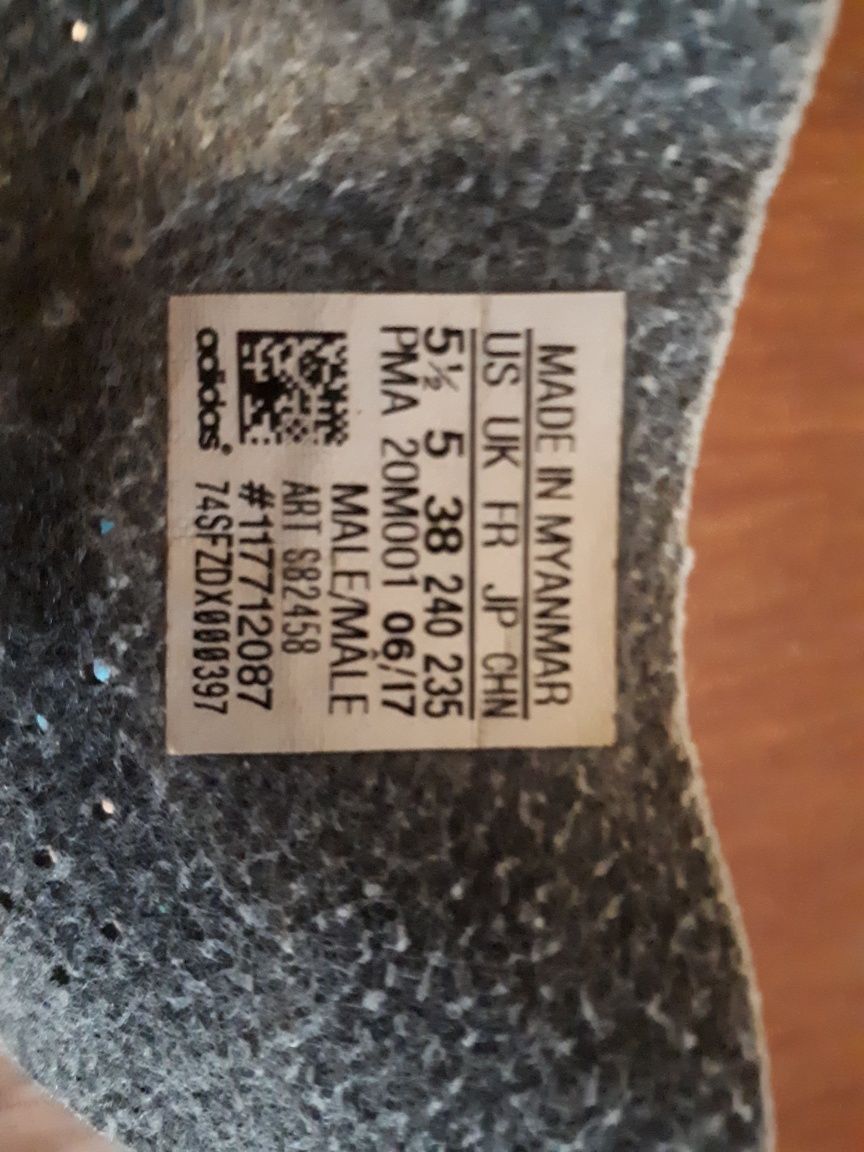 MADE IN MYANMAR
US UK FR JP CHN
5½ 5 38 240 235
PMA 20M001 06/17
MALE/MÂLE
ART S82458
#117712087
adidas® 74SFZDX000397